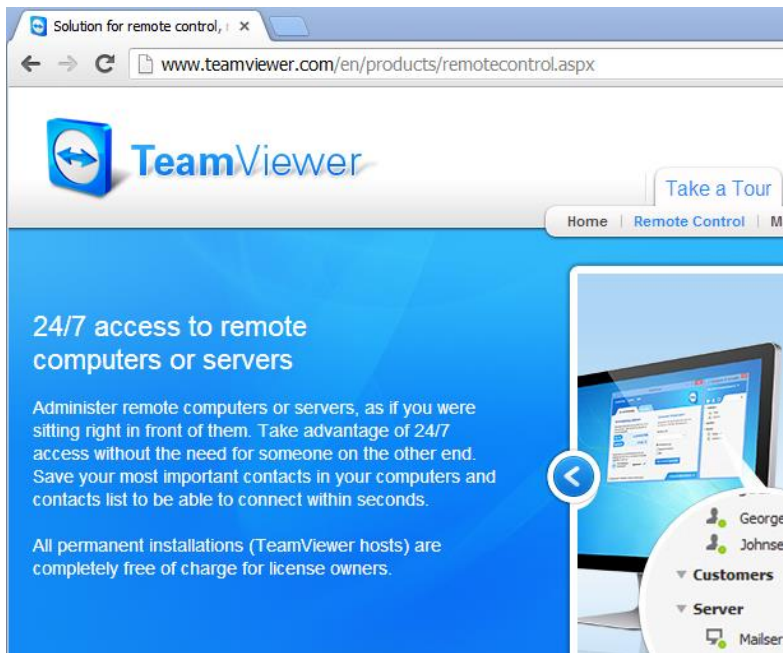 Solution for remote control, r
www.teamviewer.com/en/products/remotecontrol.aspx
TeamViewer
Take a Tour
Home | Remote Control | M
24/7 access to remote
computers or servers
Administer remote computers or servers, as if you were
sitting right in front of them. Take advantage of 24/7
access without the need for someone on the other end.
Save your most important contacts in your computers and
contacts list to be able to connect within seconds.
All permanent installations (TeamViewer hosts) are
completely free of charge for license owners.
George
Johnse
Customers
Server
Mailser